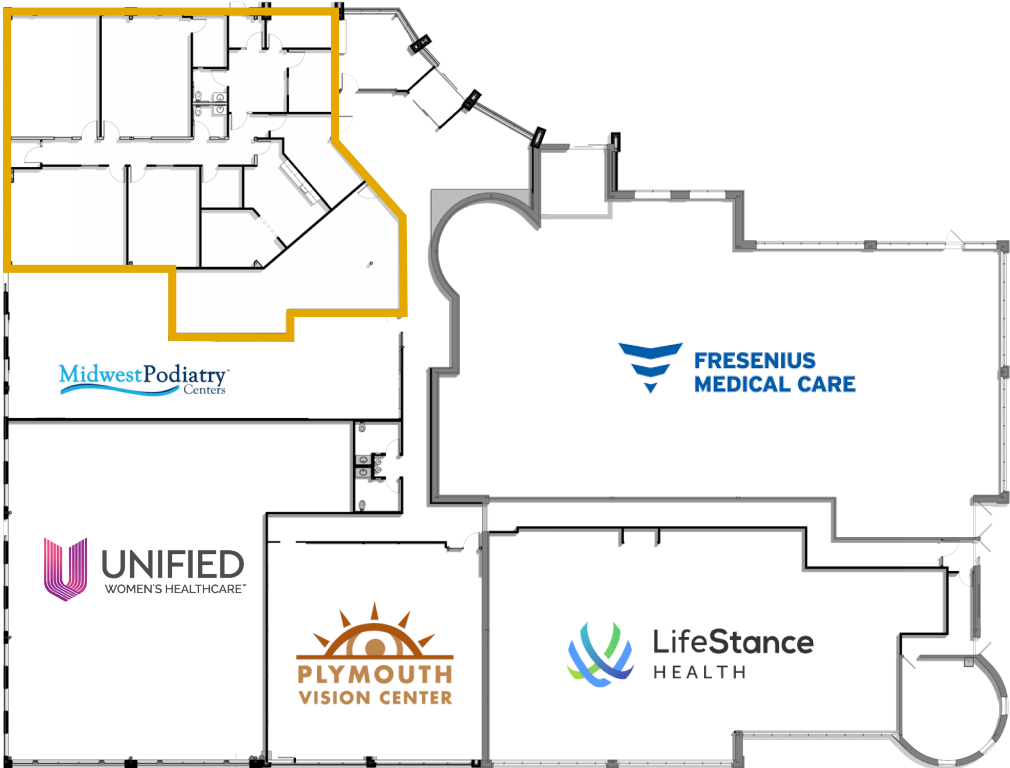 MidwestPodiatry™
Centers
FRESENIUS
MEDICAL CARE
UNIFIED
WOMEN'S HEALTHCARE™
PLYMOUTH
VISION CENTER
LifeStance
HEALTH